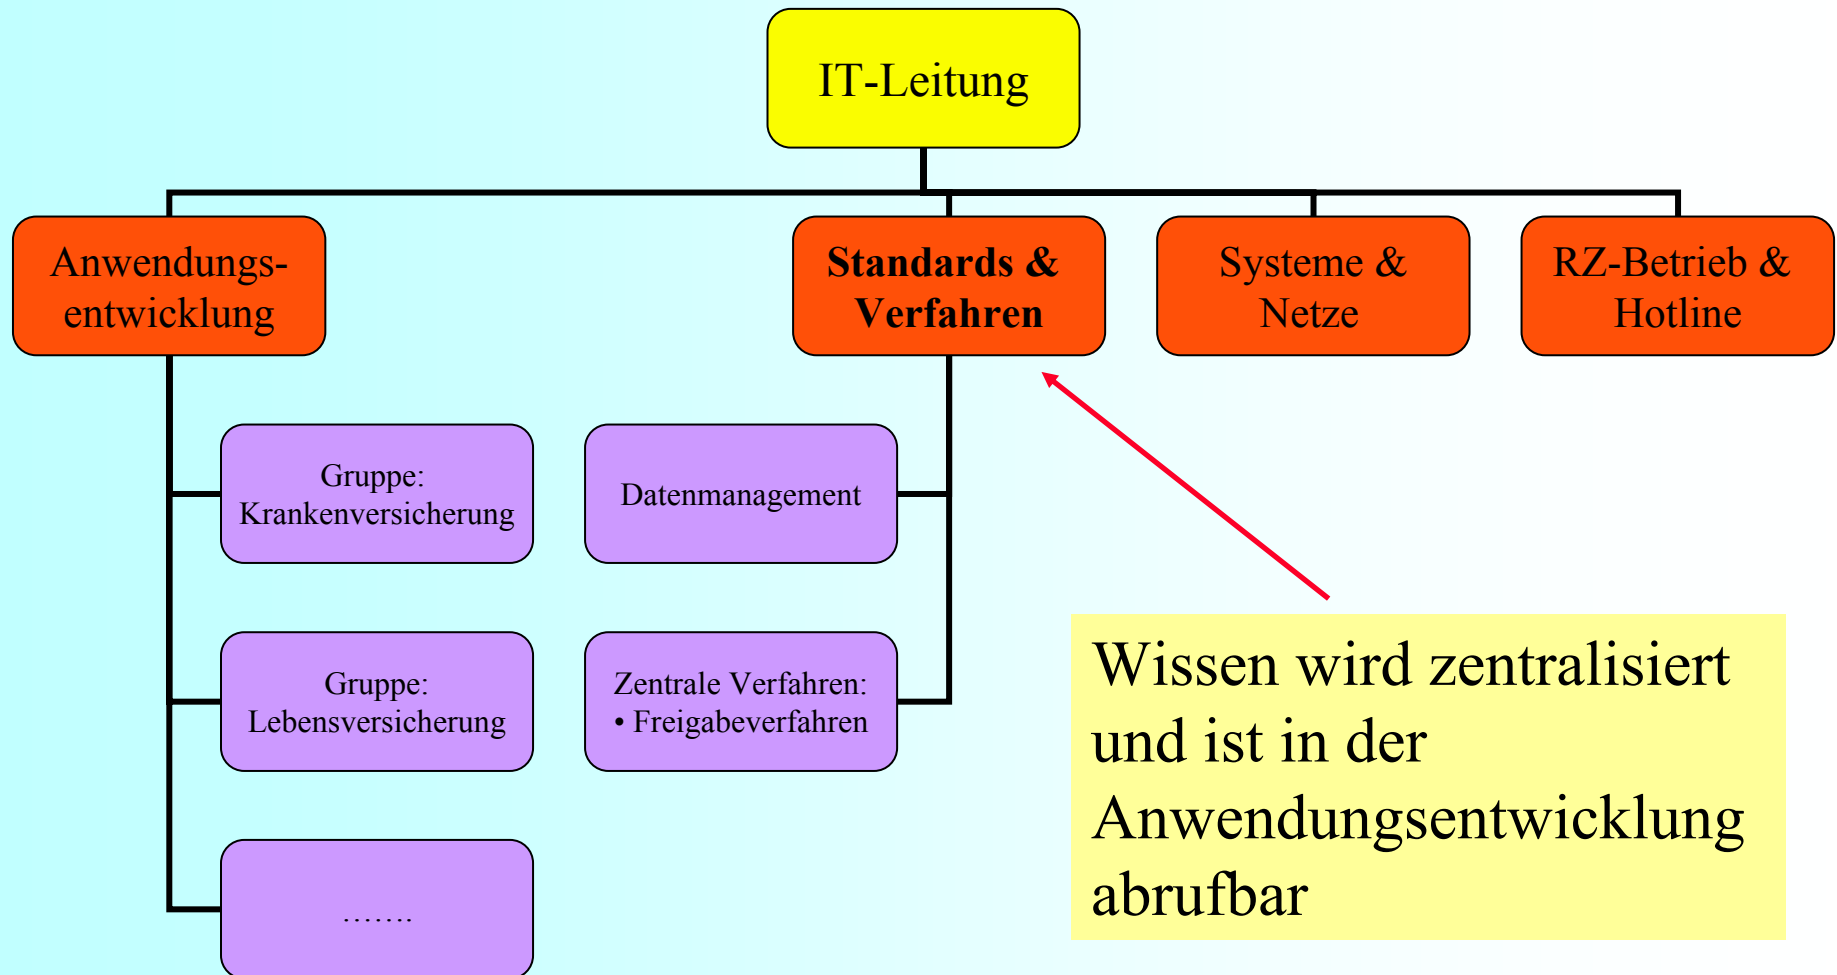 IT-Leitung
Anwendungs-
entwicklung
Standards &
Verfahren
Systeme &
Netze
RZ-Betrieb &
Hotline
Gruppe:
Krankenversicherung
Datenmanagement
Gruppe:
Lebensversicherung
Zentrale Verfahren:
• Freigabeverfahren
…….
Wissen wird zentralisiert
und ist in der
Anwendungsentwicklung
abrufbar